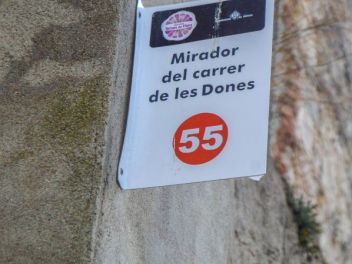 Mirador
del carrer
de les Dones
55